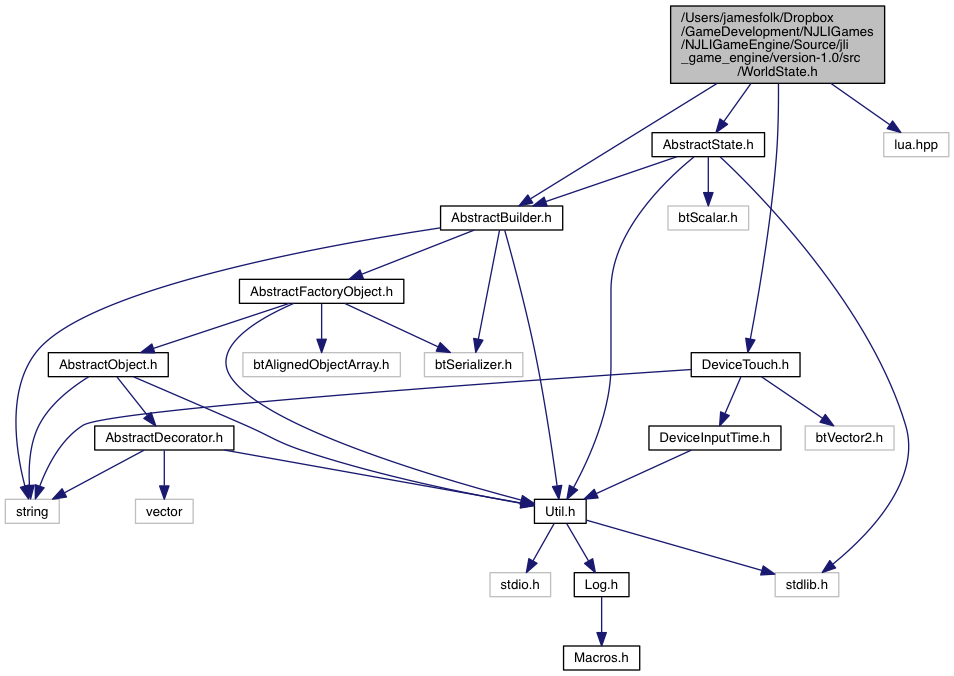 /Users/jamesfolk/Dropbox
/GameDevelopment/NJLIGames
/NJLIGameEngine/Source/jli
_game_engine/version-1.0/src
/WorldState.h
AbstractState.h
lua.hpp
AbstractBuilder.h
btScalar.h
AbstractFactoryObject.h
AbstractObject.h
btAlignedObjectArray.h
btSerializer.h
DeviceTouch.h
AbstractDecorator.h
DeviceInputTime.h
btVector2.h
string
vector
Util.h
stdio.h
Log.h
stdlib.h
Macros.h